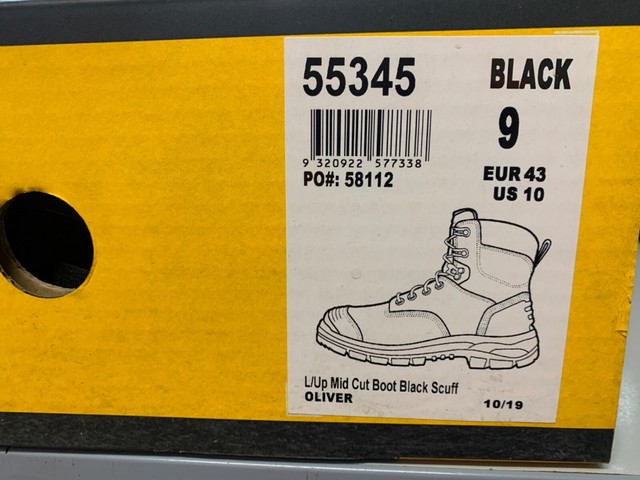 55345 BLACK
9
9 320922 577338
PO#: 58112
EUR 43
US 10
L/Up Mid Cut Boot Black Scuff
OLIVER
10/19